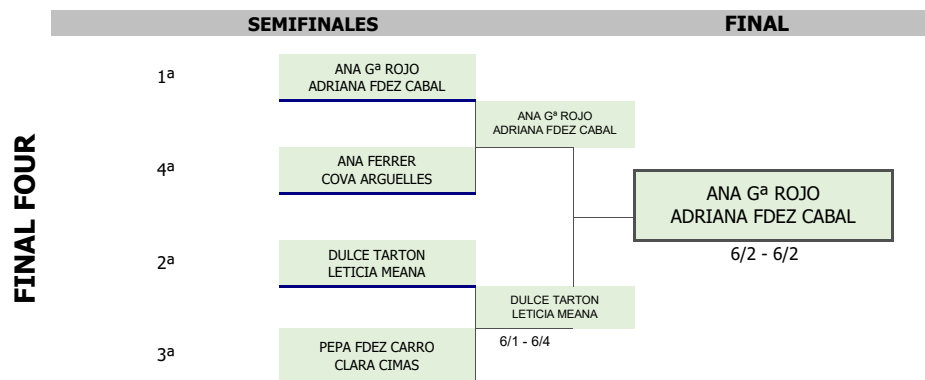 SEMIFINALES FINAL
FINAL FOUR
1ª
ANA Gª ROJO
ADRIANA FDEZ CABAL
ANA Gª ROJO
ADRIANA FDEZ CABAL
4ª
ANA FERRER
COVA ARGUELLES
ANA Gª ROJO
ADRIANA FDEZ CABAL
6/2 - 6/2
2ª
DULCE TARTON
LETICIA MEANA
DULCE TARTON
LETICIA MEANA
6/1 - 6/4
3ª
PEPA FDEZ CARRO
CLARA CIMAS